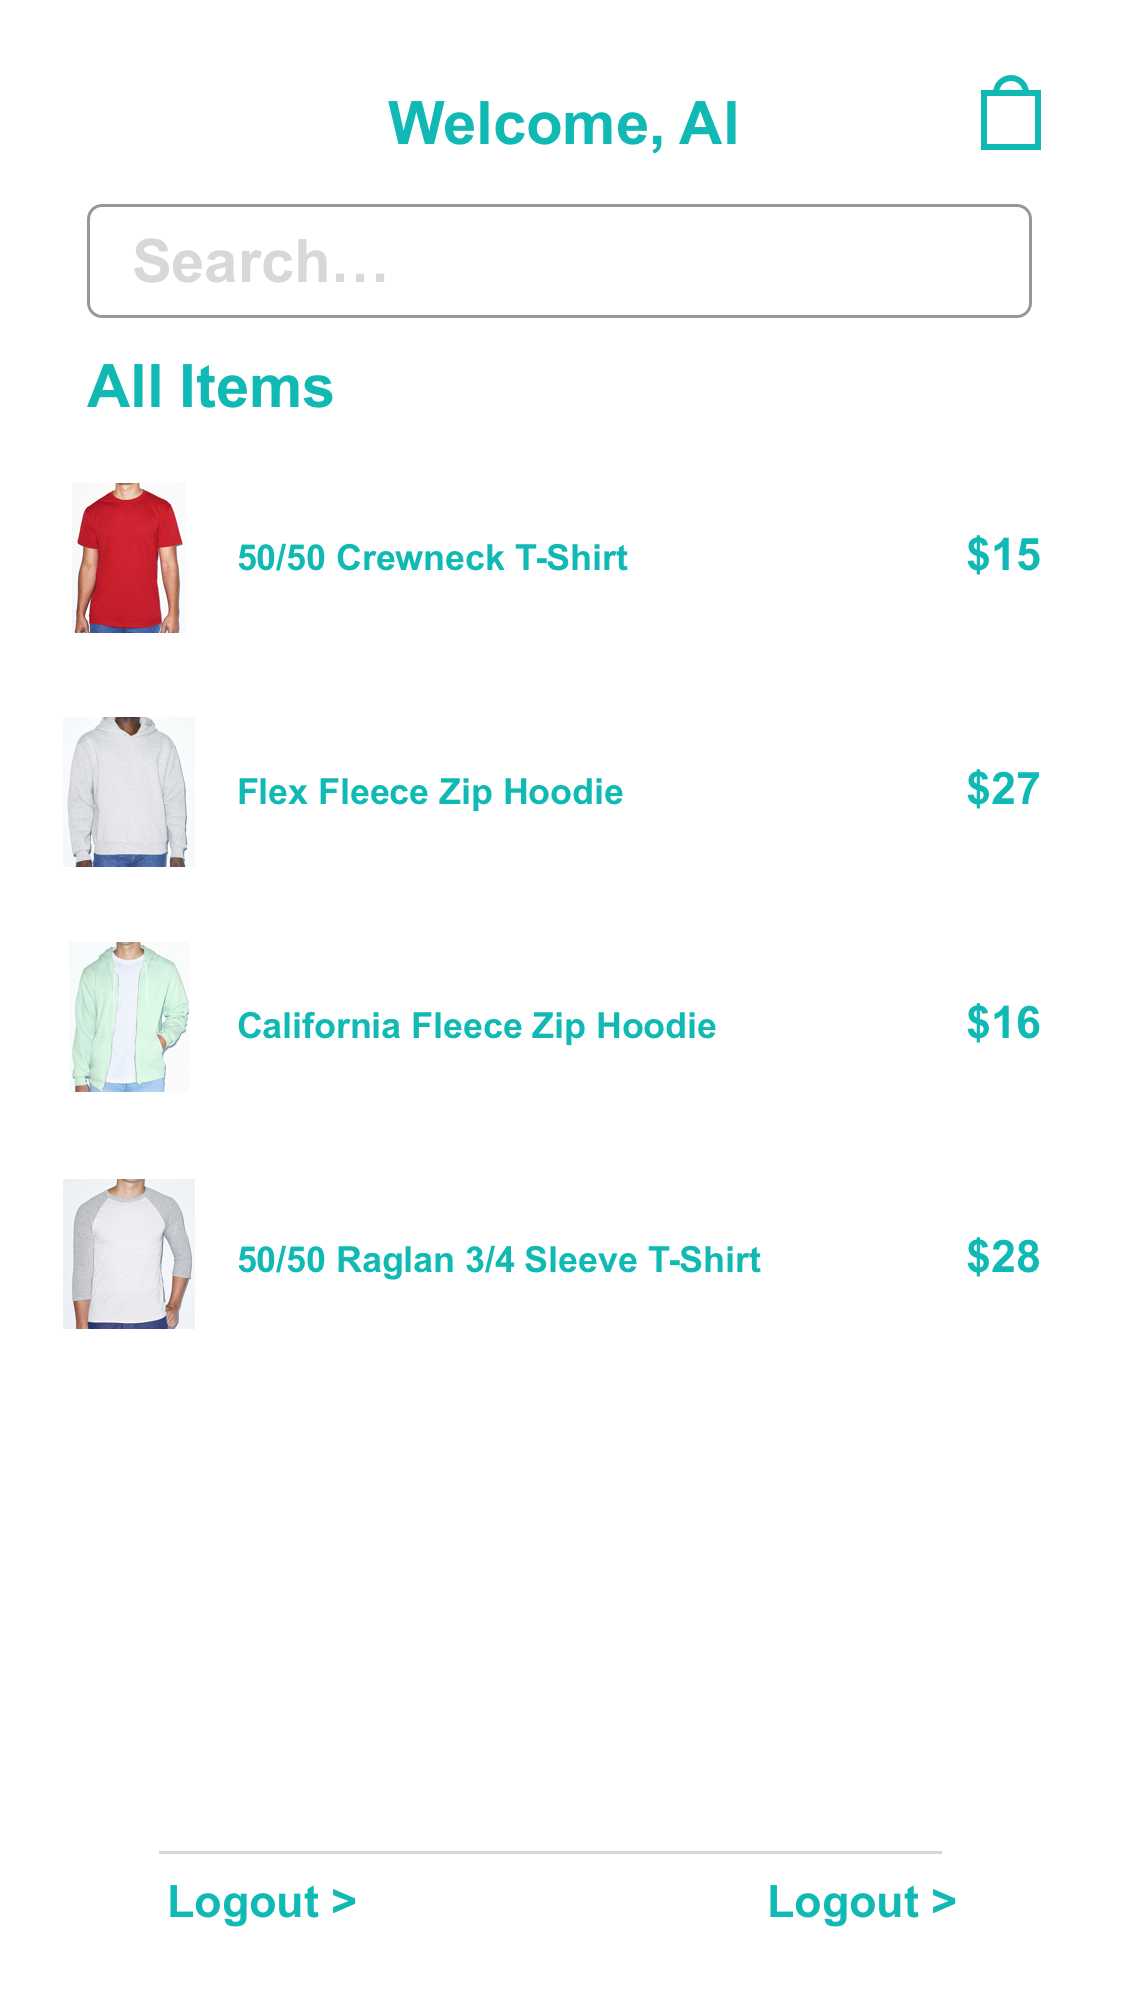 Welcome, Al
Search…
All Items
50/50 Crewneck T-Shirt $15
Flex Fleece Zip Hoodie $27
California Fleece Zip Hoodie $16
50/50 Raglan 3/4 Sleeve T-Shirt $28
Logout > Logout >